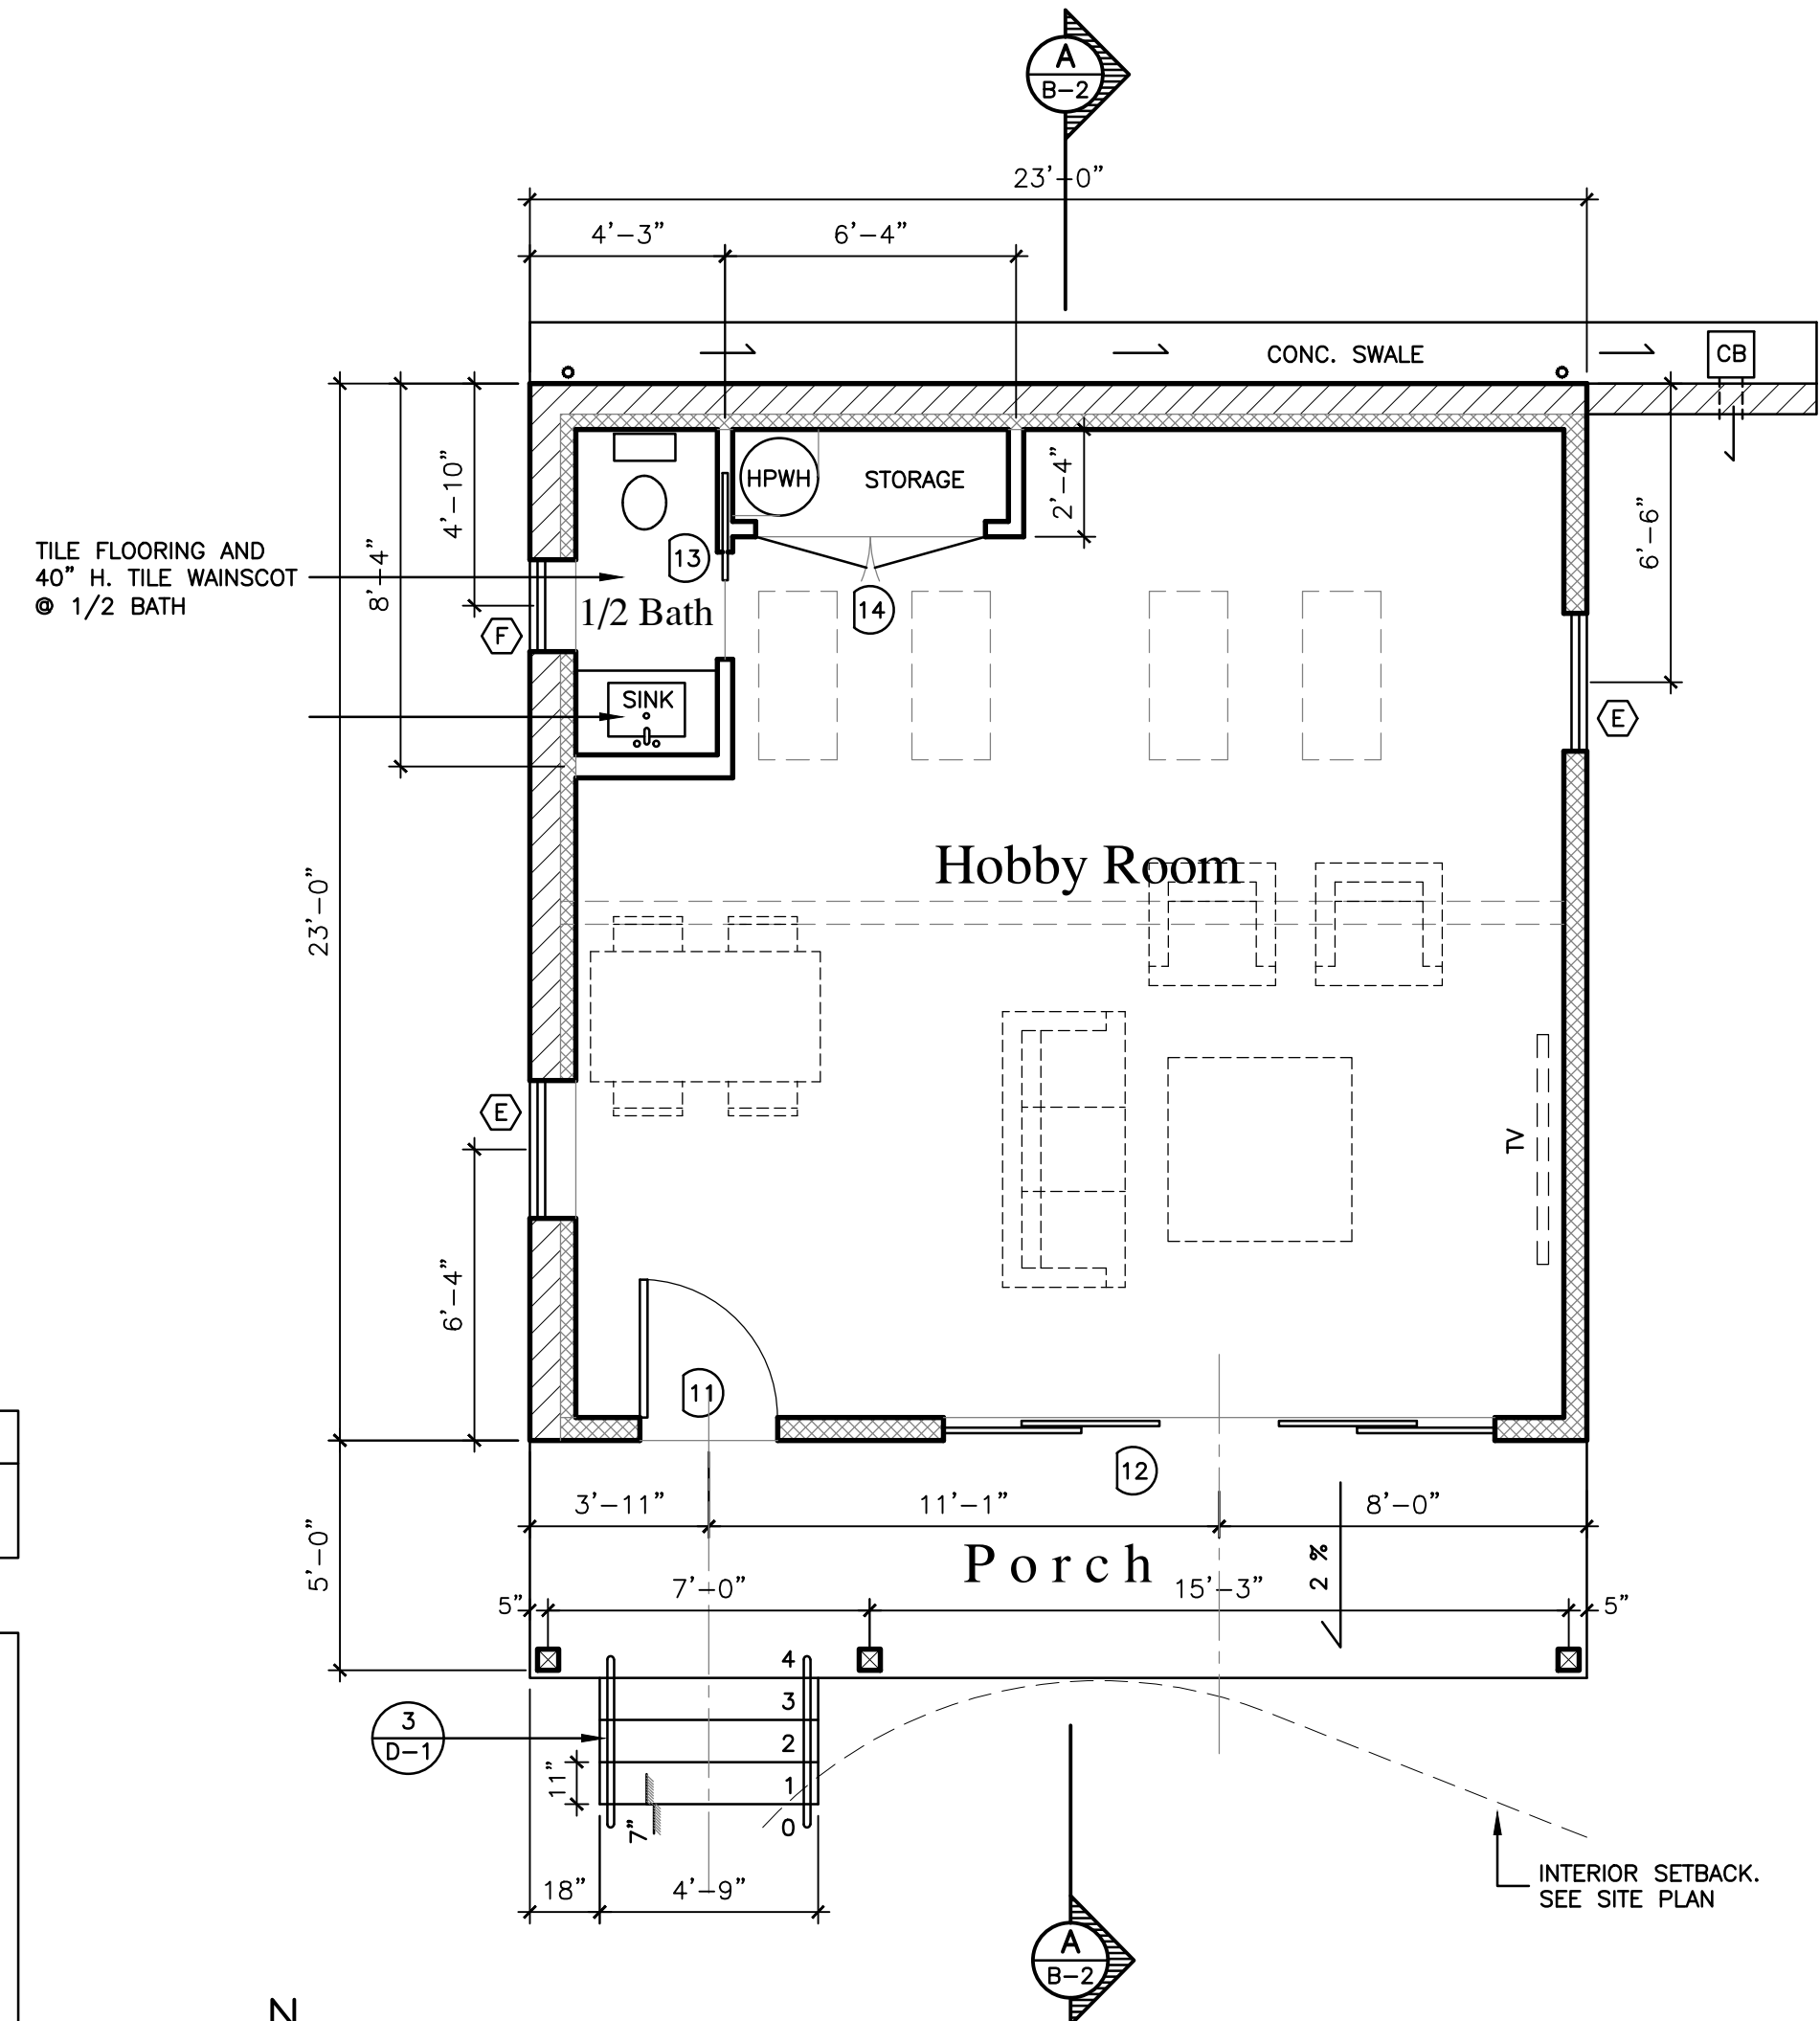 A
B-2
23'-0"
4'-3"
6'-4"
CONC. SWALE
CB
HPWH
STORAGE
2'-4"
4'-10"
8'-4"
6'-6"
TILE FLOORING AND
40" H. TILE WAINSCOT
@ 1/2 BATH
13
14
1/2 Bath
F
SINK
E
Hobby Room
23'-0"
E
TV
6'-4"
11
12
3'-11"
11'-1"
8'-0"
Porch
2 %
5'-0"
5"
7'-0"
15'-3"
5"
4
3
2
1
0
3
D-1
11"
7"
18"
4'-9"
INTERIOR SETBACK.
SEE SITE PLAN
A
B-2
N